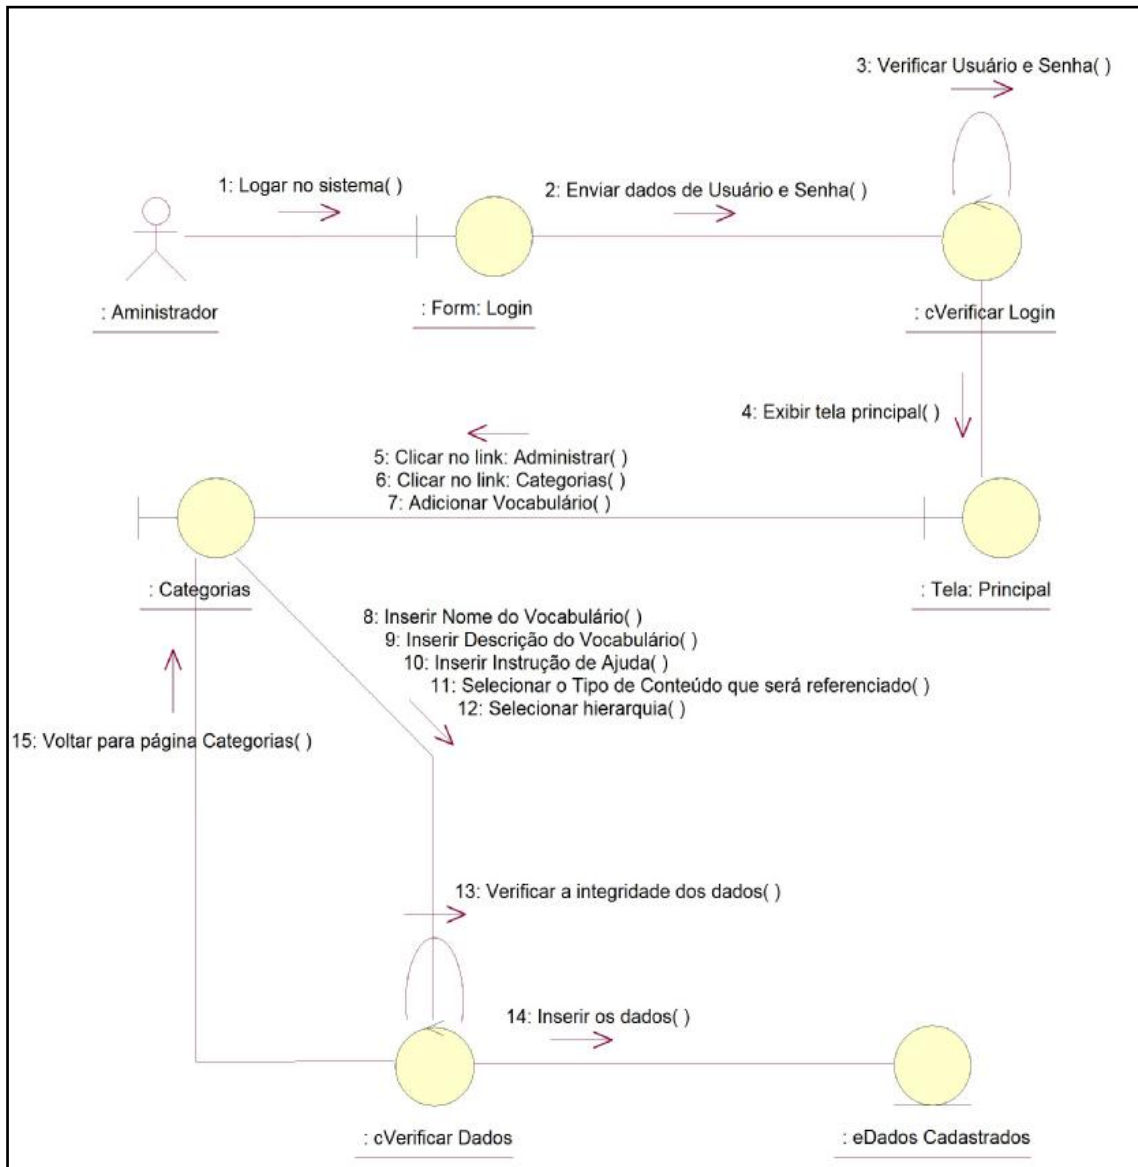 3: Verificar Usuário e Senha( )
1: Logar no sistema( )
2: Enviar dados de Usuário e Senha( )
: Aministrador
: Form: Login
: cVerificar Login
4: Exibir tela principal( )
5: Clicar no link: Administrar( )
6: Clicar no link: Categorias( )
7: Adicionar Vocabulário( )
: Categorias
: Tela: Principal
8: Inserir Nome do Vocabulário( )
9: Inserir Descrição do Vocabulário( )
10: Inserir Instrução de Ajuda( )
11: Selecionar o Tipo de Conteúdo que será referenciado( )
12: Selecionar hierarquia( )
15: Voltar para página Categorias( )
13: Verificar a integridade dos dados( )
14: Inserir os dados( )
: cVerificar Dados
: eDados Cadastrados